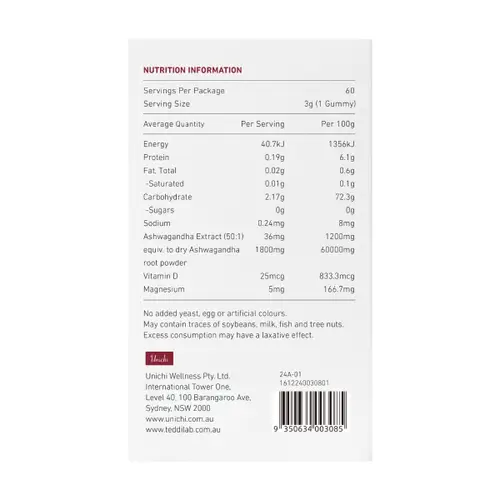 NUTRITION INFORMATION
Servings Per Package 60
Serving Size 3g (1 Gummy)
Average Quantity Per Serving Per 100g
Energy 40.7kJ 1356kJ
Protein 0.19g 6.1g
Fat, Total 0.02g 0.6g
-Saturated 0.01g 0.1g
Carbohydrate 2.17g 72.3g
-Sugars 0g 0g
Sodium 0.24mg 8mg
Ashwagandha Extract (50:1) 36mg 1200mg
equiv. to dry Ashwagandha 1800mg 60000mg
root powder
Vitamin D 25mcg 833.3mcg
Magnesium 5mg 166.7mg
No added yeast, egg or artificial colours.
May contain traces of soybeans, milk, fish and tree nuts.
Excess consumption may have a laxative effect.
Unichi
Unichi Wellness Pty. Ltd.
International Tower One,
Level 40, 100 Barangaroo Ave,
Sydney, NSW 2000
www.unichi.com
www.teddilab.com
24A-01
1612240030801
9 350634 003085